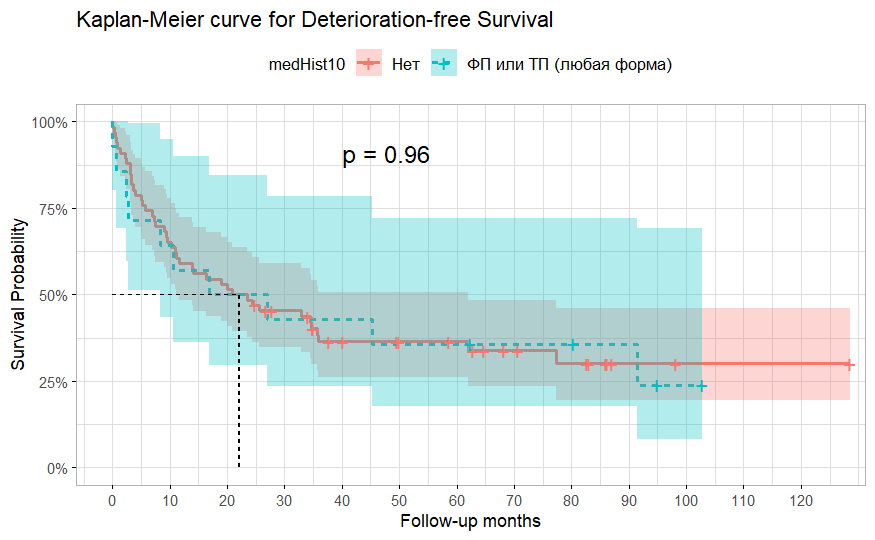 Kaplan-Meier curve for Deterioration-free Survival
medHist10 Нет ФП или ТП (любая форма)
100%
75%
50%
25%
0%
Survival Probability
p = 0.96
0 10 20 30 40 50 60 70 80 90 100 110 120
Follow-up months